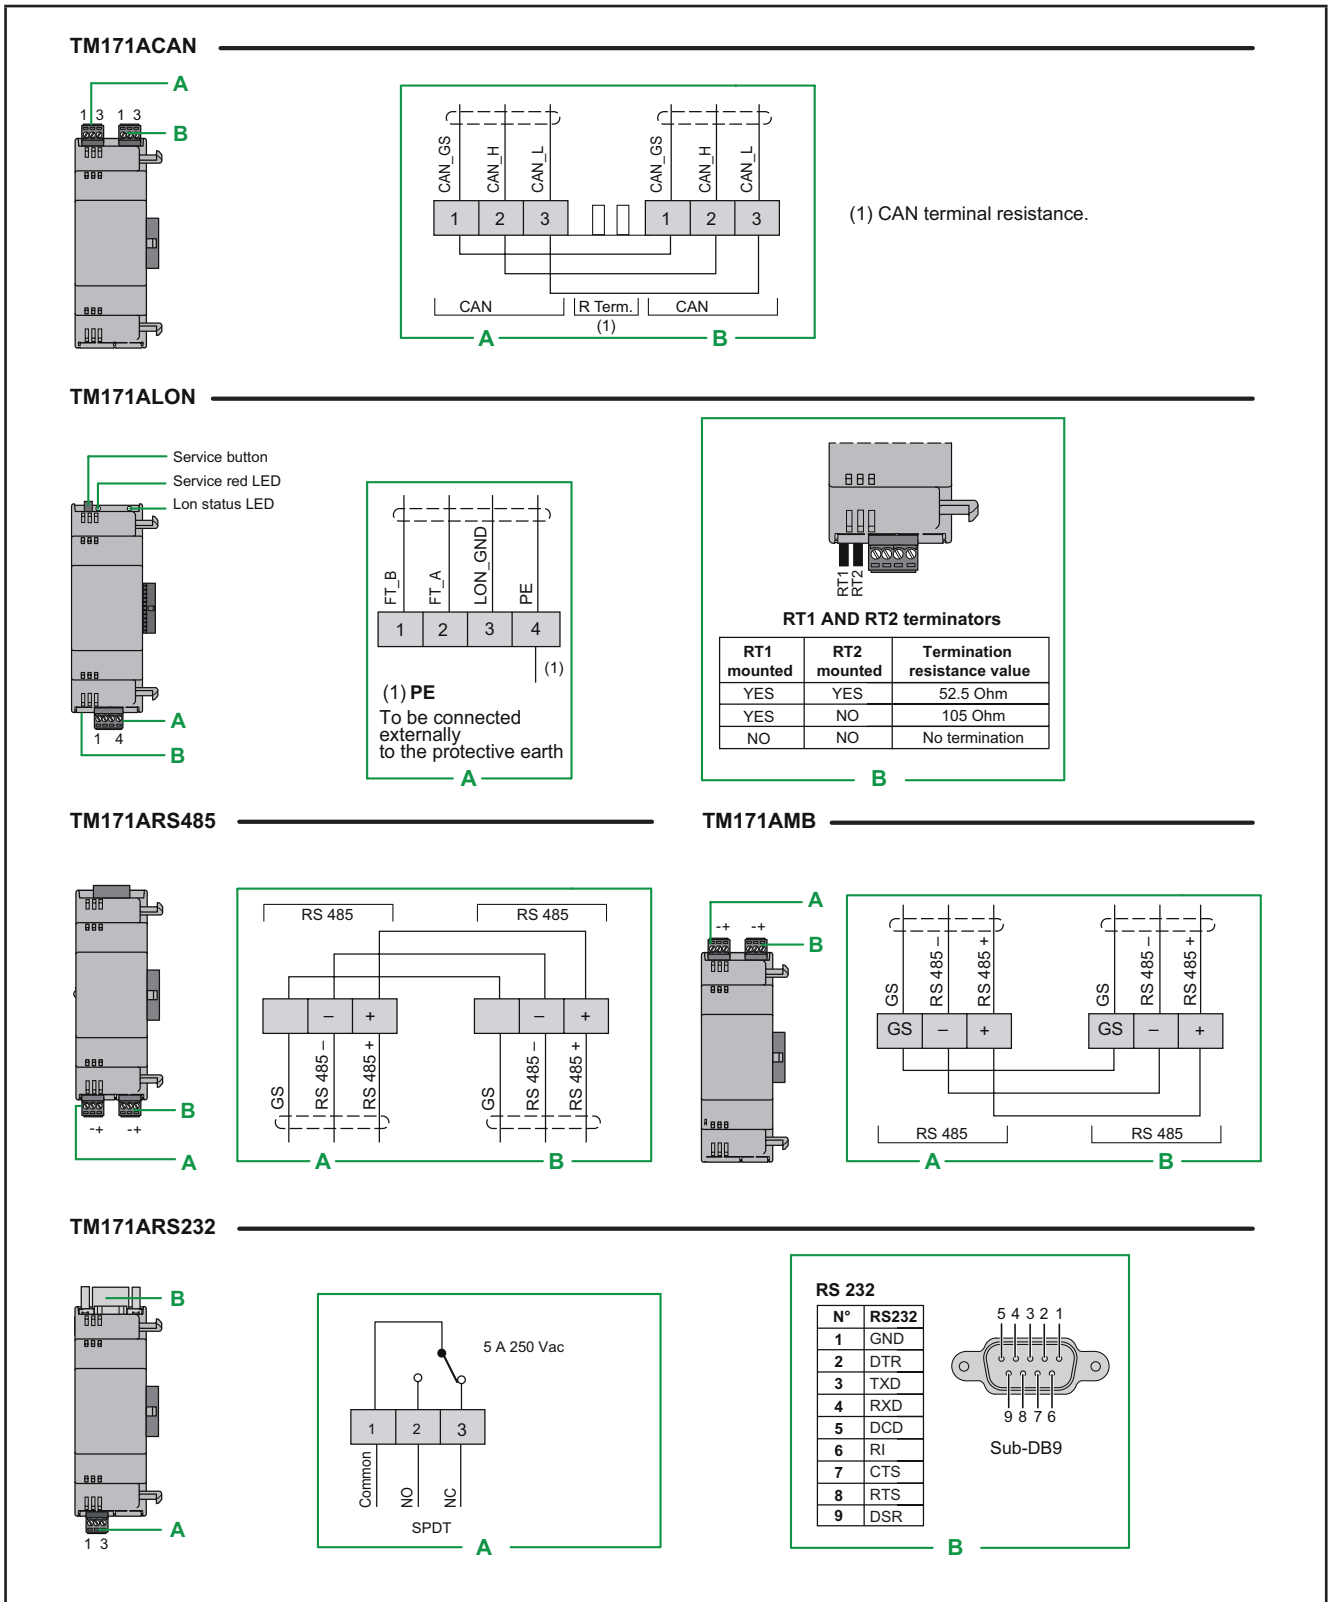 TM171ACAN
A
1 3 1 3
B
CAN_GS
CAN_H
CAN_L
CAN_GS
CAN_H
CAN_L
1 2 3
1 2 3
CAN
R Term.
(1)
CAN
A
B
(1) CAN terminal resistance.
TM171ALON
Service button
Service red LED
Lon status LED
A
1 4
B
FT_B
FT_A
LON_GND
PE
1 2 3 4
(1)
(1) PE
To be connected
externally
to the protective earth
A
RT1
RT2
RT1 AND RT2 terminators
RT1 mounted RT2 mounted Termination resistance value
YES YES 52.5 Ohm
YES NO 105 Ohm
NO NO No termination
B
TM171ARS485
B
-+ -+
A
RS 485
RS 485
– +
– +
GS
RS 485 –
RS 485 +
GS
RS 485 –
RS 485 +
A
B
TM171AMB
A
-+ -+
B
GS
RS 485 –
RS 485 +
GS
RS 485 –
RS 485 +
GS – +
GS – +
RS 485
RS 485
A
B
TM171ARS232
B
A
1 3
5 A 250 Vac
1 2 3
Common
NO
NC
SPDT
A
RS 232
N° RS232
1 GND
2 DTR
3 TXD
4 RXD
5 DCD
6 RI
7 CTS
8 RTS
9 DSR
5 4 3 2 1
9 8 7 6
Sub-DB9
B